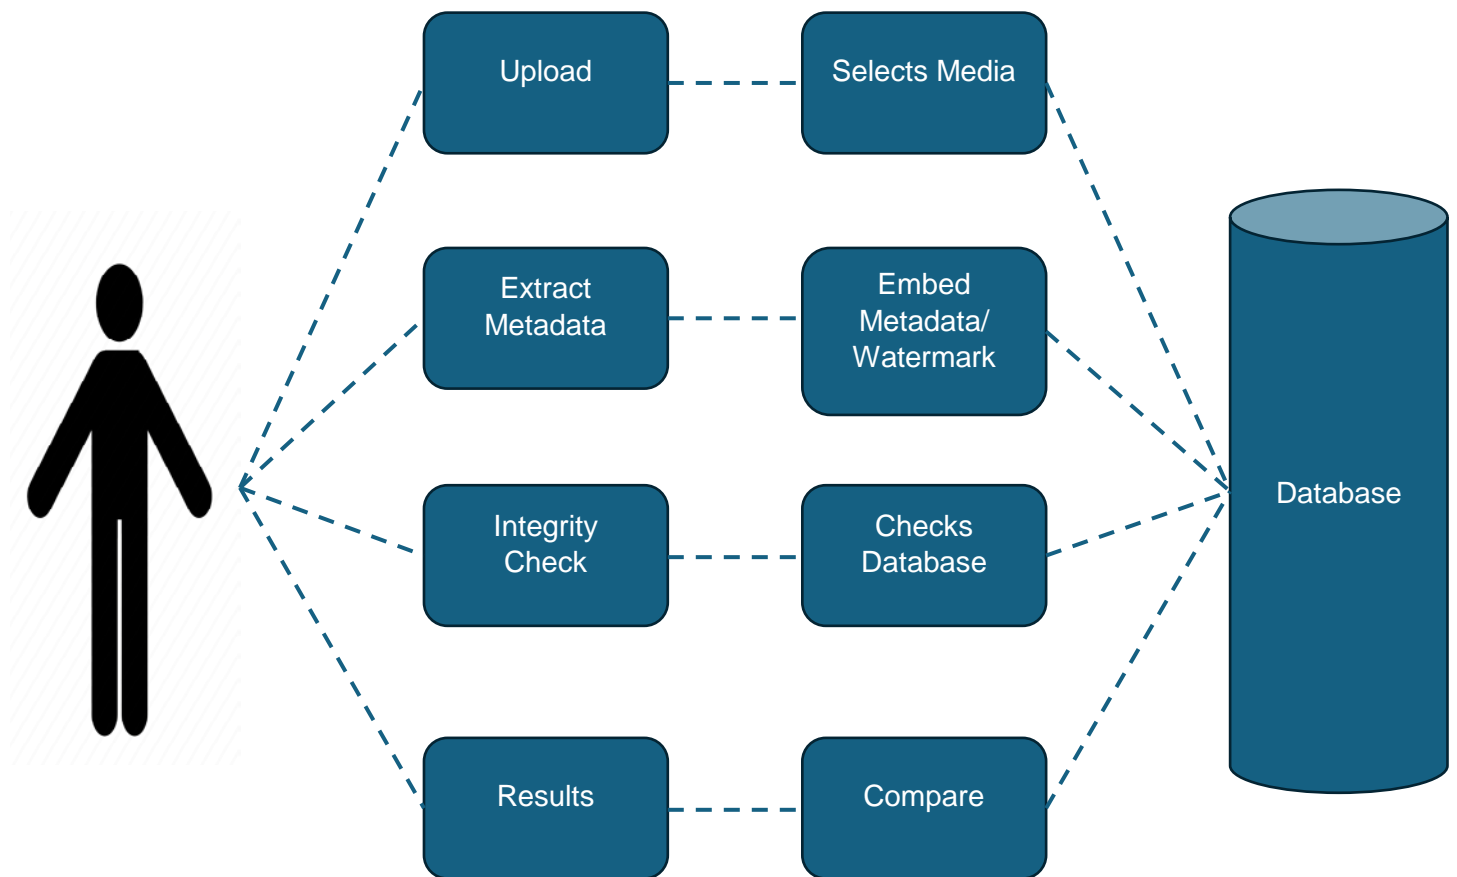 Upload
Selects Media
Extract
Metadata
Embed
Metadata/
Watermark
Integrity
Check
Checks
Database
Results
Compare
Database